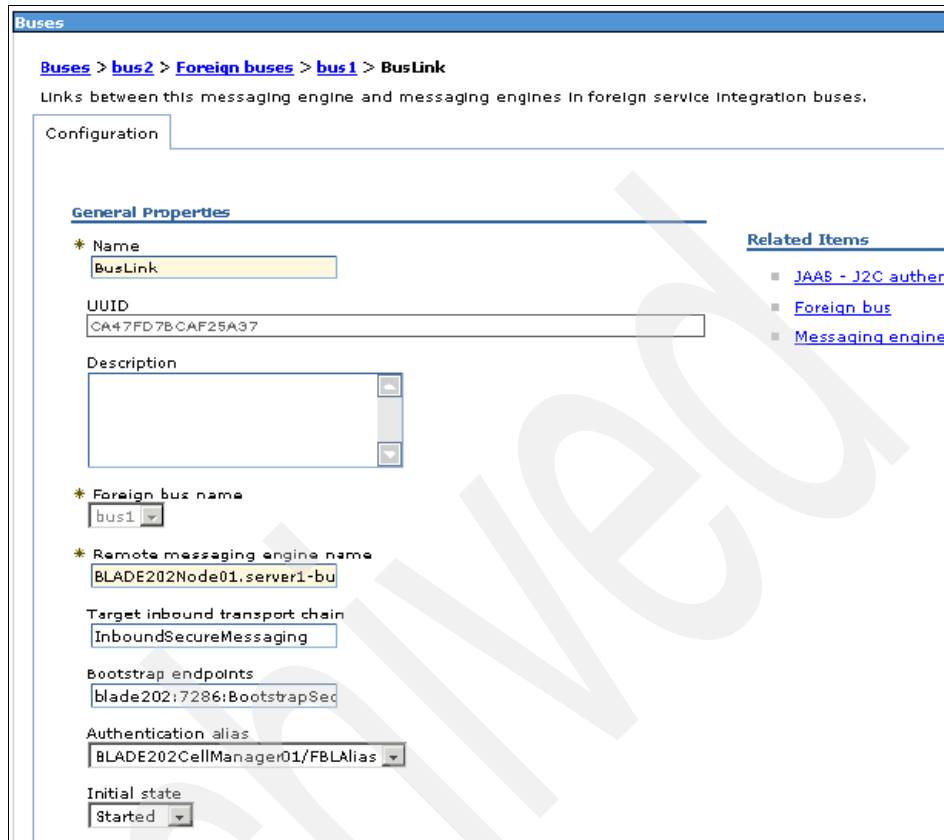 Buses
Buses > bus2 > Foreign buses > bus1 > BusLink
Links between this messaging engine and messaging engines in foreign service integration buses.
Configuration
General Properties
* Name
BusLink
UUID
CA47FD7BCAF25A37
Description
* Foreign bus name
bus1
* Remote messaging engine name
BLADE202Node01.server1-bu
Target inbound transport chain
InboundSecureMessaging
Bootstrap endpoints
blade202:7286:BootstrapSec
Authentication alias
BLADE202CellManager01/FBLAlias
Initial state
Started
Related Items
JAAS - J2C authen
Foreign bus
Messaging engine
hived